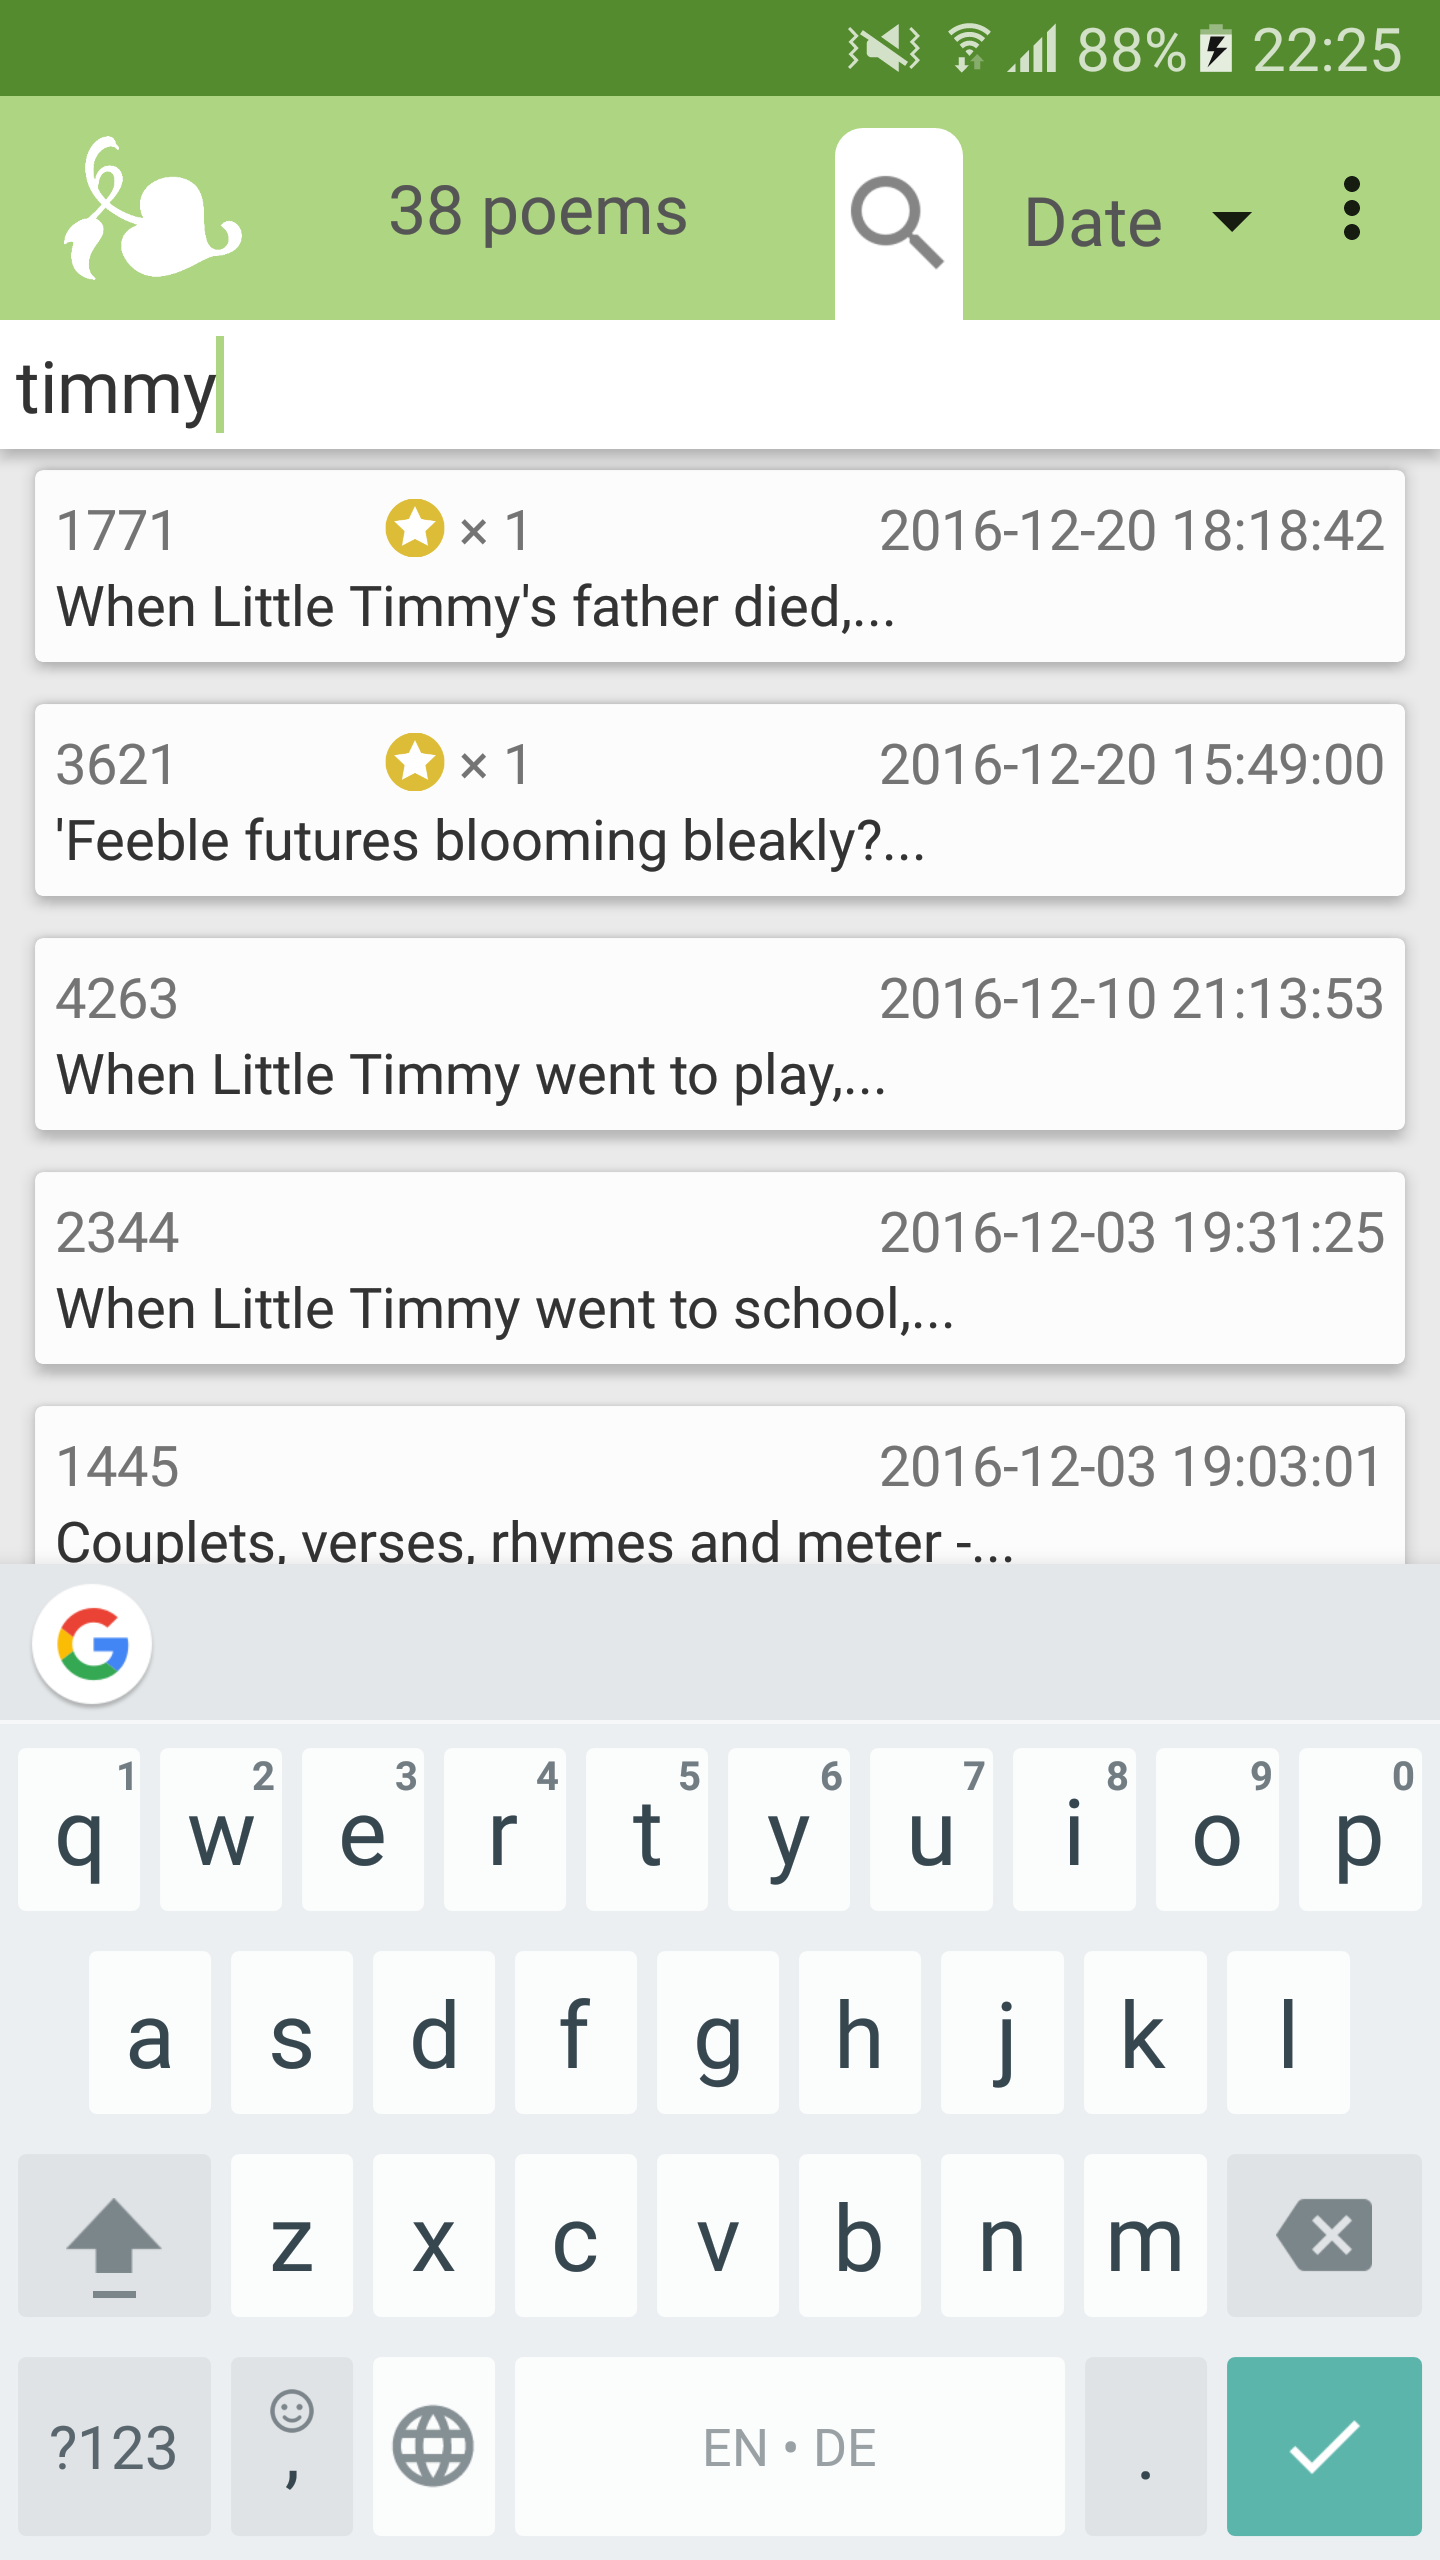 88% 22:25
38 poems Date
timmy
1771 × 1 2016-12-20 18:18:42
When Little Timmy's father died,...
3621 × 1 2016-12-20 15:49:00
'Feeble futures blooming bleakly?...
4263 2016-12-10 21:13:53
When Little Timmy went to play,...
2344 2016-12-03 19:31:25
When Little Timmy went to school,...
1445 2016-12-03 19:03:01
Couplets, verses, rhymes and meter -...
G
1 2 3 4 5 6 7 8 9 0
q w e r t y u i o p
a s d f g h j k l
z x c v b n m
?123 , EN • DE .